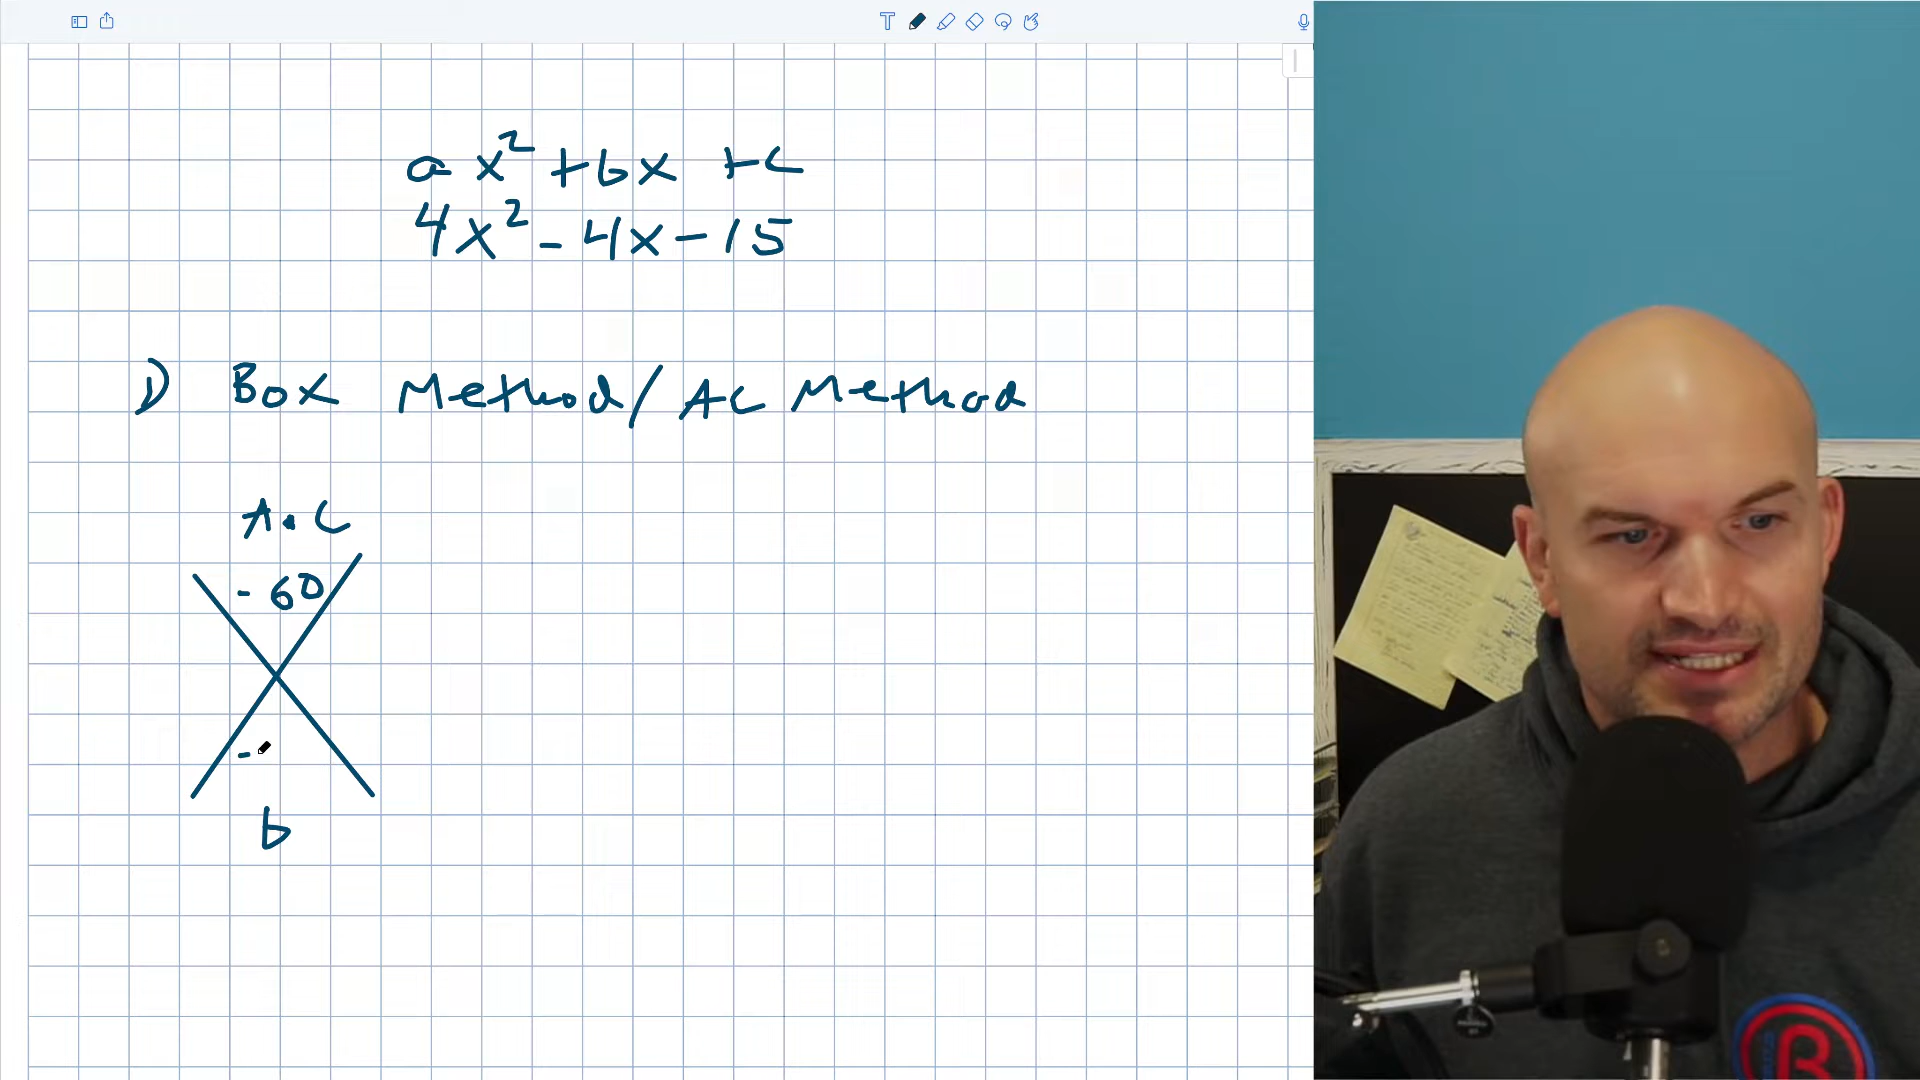 ax² + bx + c
4x² - 4x - 15
1) Box Method / AC Method
A · C
- 60
-
b